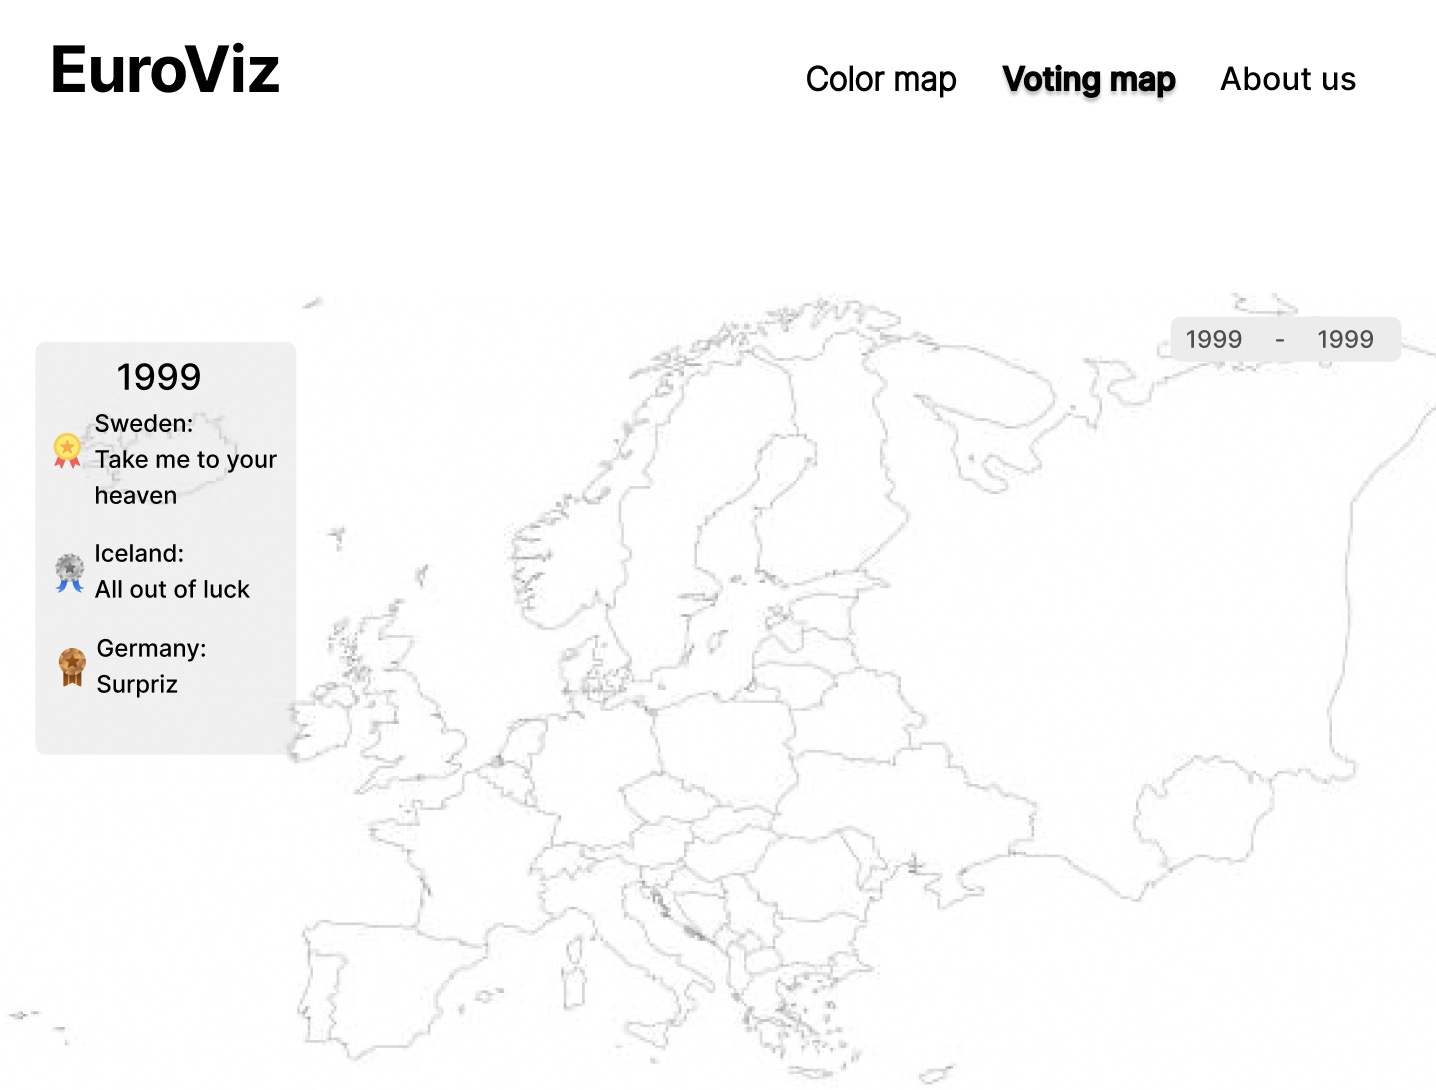 EuroViz
Color map
Voting map
About us
1999 - 1999
1999
Sweden:
Take me to your
heaven
Iceland:
All out of luck
Germany:
Surpriz